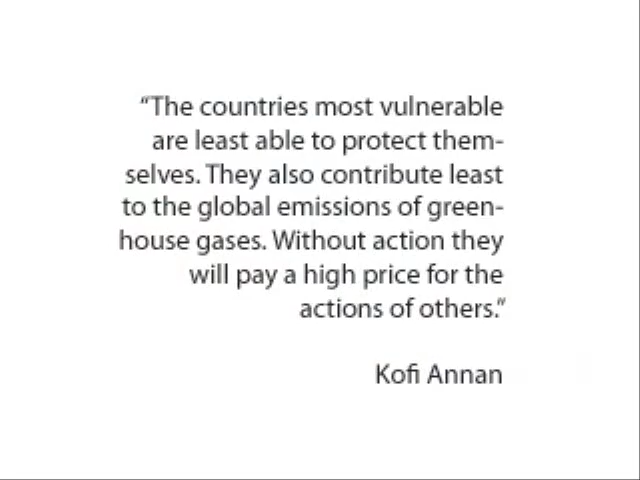 “The countries most vulnerable
are least able to protect them-
selves. They also contribute least
to the global emissions of green-
house gases. Without action they
will pay a high price for the
actions of others.”
Kofi Annan